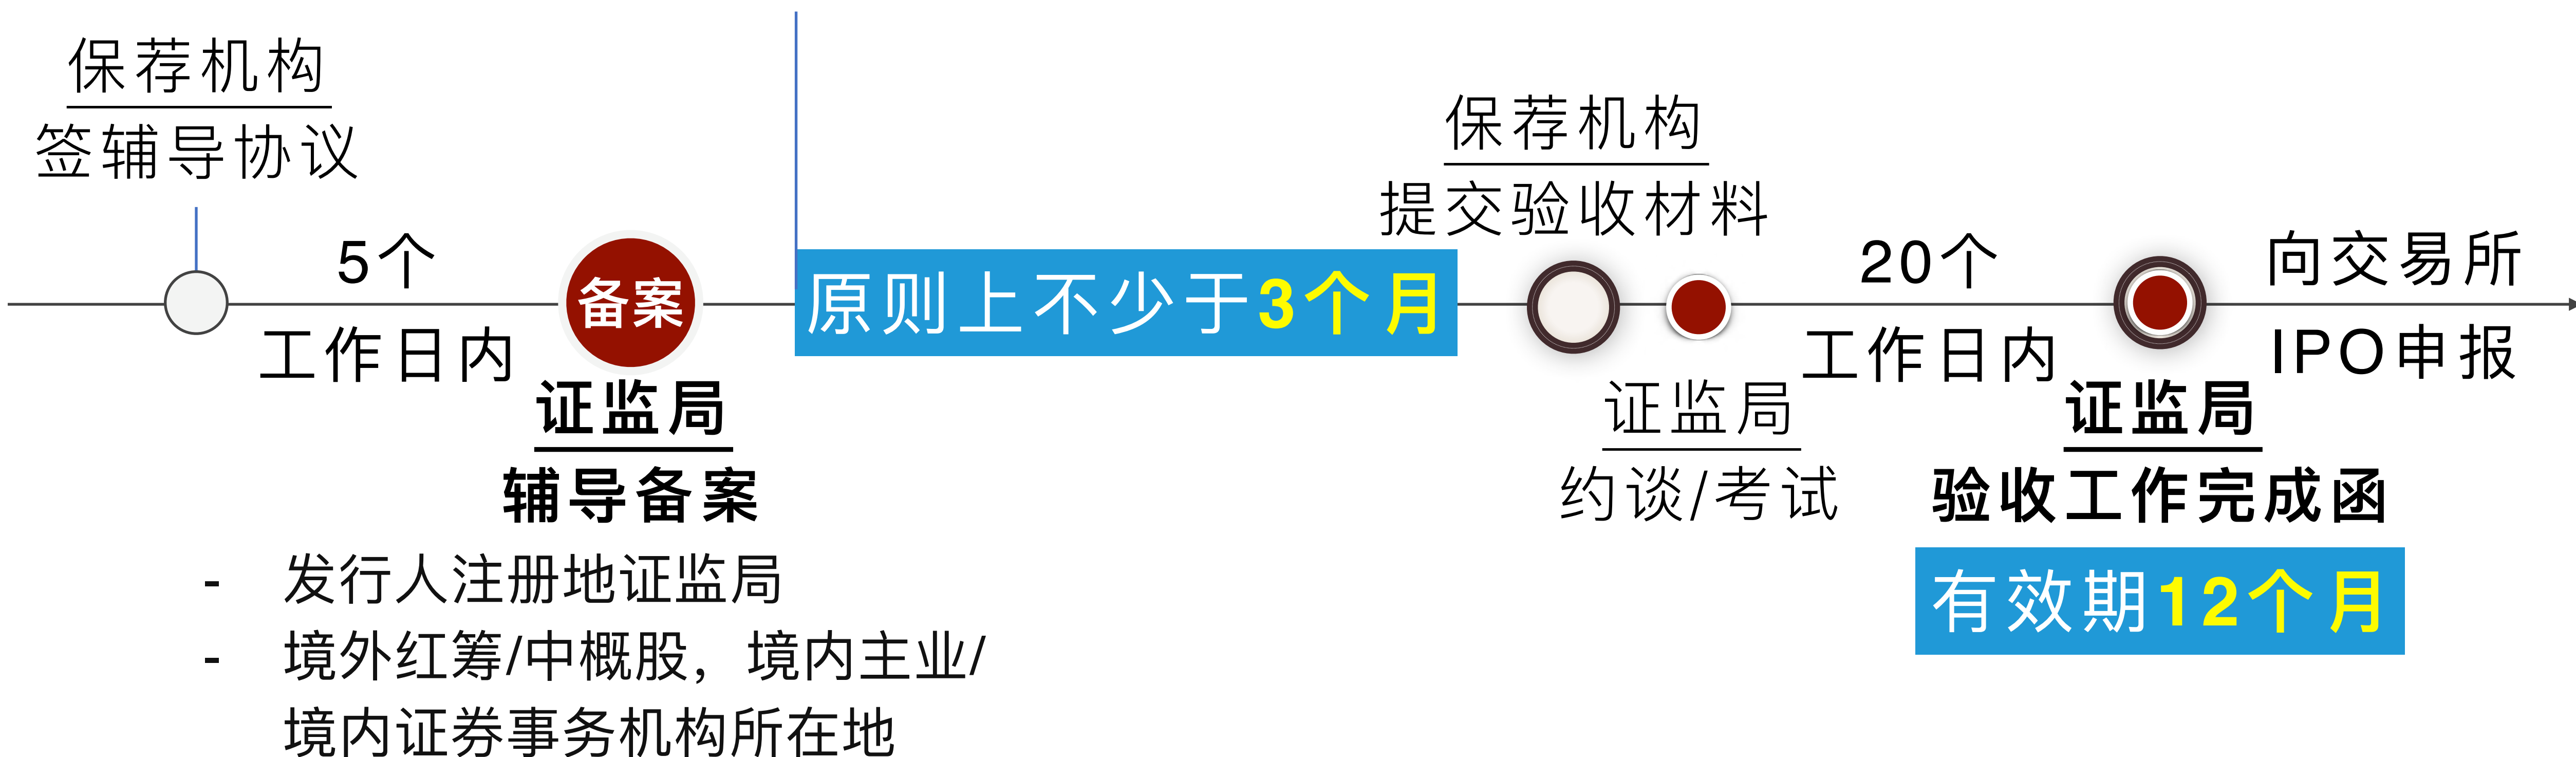 保荐机构
签辅导协议
5个
工作日内
备案
证监局
辅导备案
- 发行人注册地证监局
- 境外红筹/中概股，境内主业/
境内证券事务机构所在地
原则上不少于3个月
保荐机构
提交验收材料
证监局
约谈/考试
20个
工作日内
证监局
验收工作完成函
有效期12个月
向交易所
IPO申报